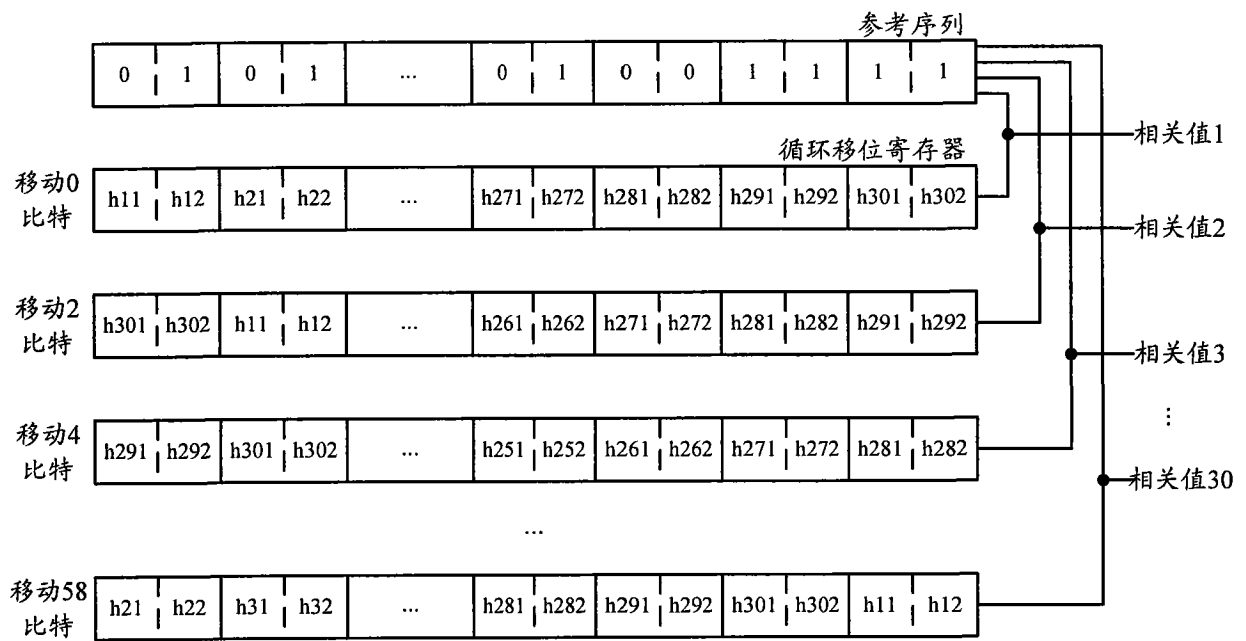 参考序列
0 1 0 1 ... 0 1 0 0 1 1 1 1
相关值1
循环移位寄存器
移动0
比特
h11 h12 h21 h22 ... h271 h272 h281 h282 h291 h292 h301 h302
相关值2
移动2
比特
h301 h302 h11 h12 ... h261 h262 h271 h272 h281 h282 h291 h292
相关值3
⋮
移动4
比特
h291 h292 h301 h302 ... h251 h252 h261 h262 h271 h272 h281 h282
相关值30
...
移动58
比特
h21 h22 h31 h32 ... h281 h282 h291 h292 h301 h302 h11 h12